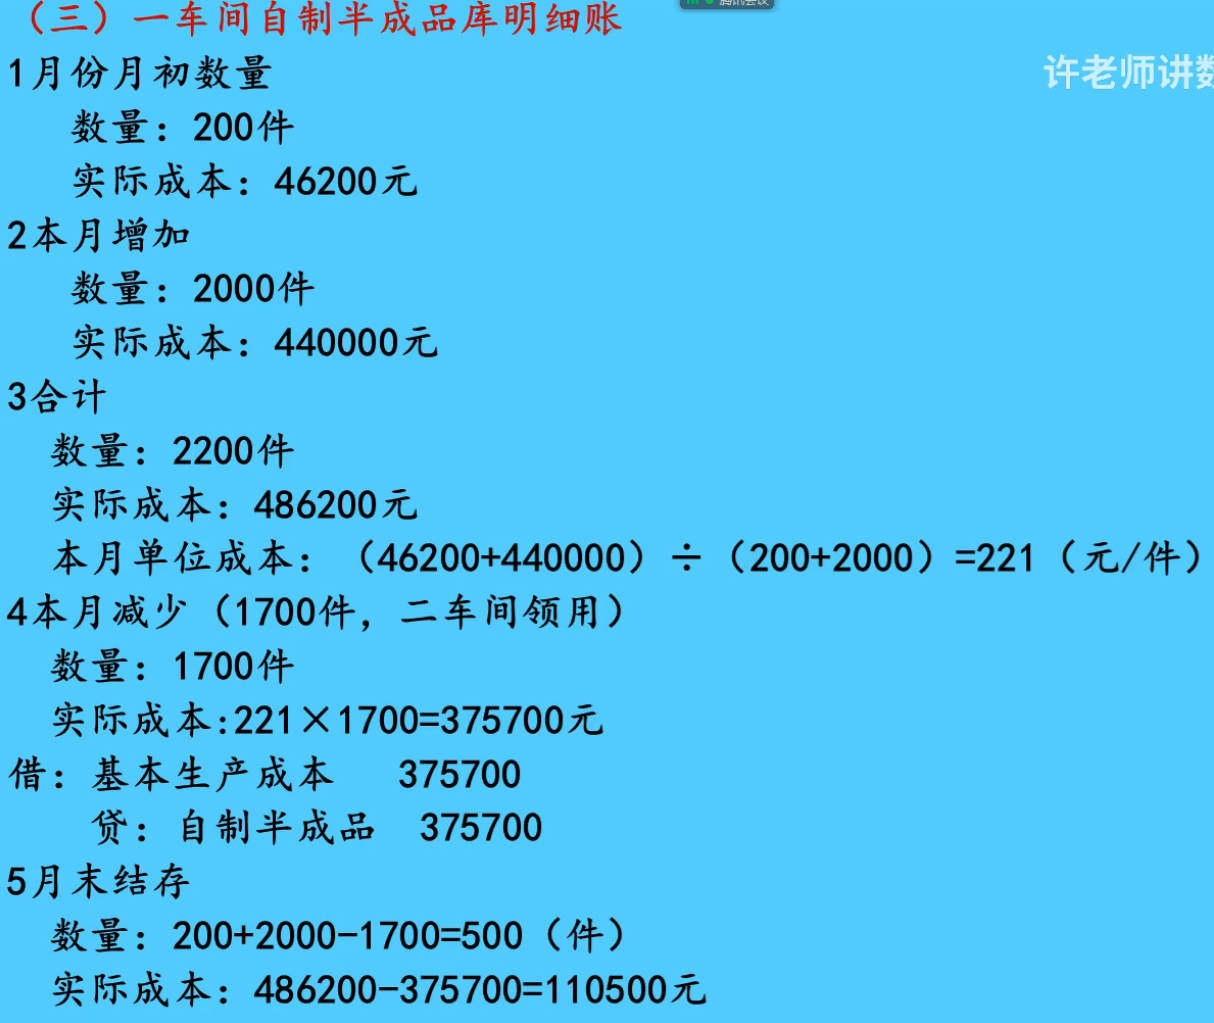 腾讯会议
（三）一车间自制半成品库明细账
1月份月初数量
许老师讲数
数量：200件
实际成本：46200元
2本月增加
数量：2000件
实际成本：440000元
3合计
数量：2200件
实际成本：486200元
本月单位成本：（46200+440000）÷（200+2000）=221（元/件）
4本月减少（1700件，二车间领用）
数量：1700件
实际成本:221×1700=375700元
借：基本生产成本 375700
贷：自制半成品 375700
5月末结存
数量：200+2000-1700=500（件）
实际成本：486200-375700=110500元